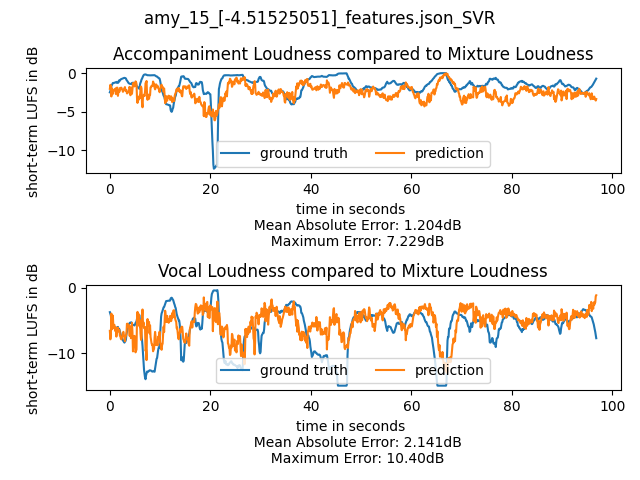 amy_15_[-4.51525051]_features.json_SVR
Accompaniment Loudness compared to Mixture Loudness
short-term LUFS in dB
0
−5
−10
ground truth prediction
0 20 40 60 80 100
time in seconds
Mean Absolute Error: 1.204dB
Maximum Error: 7.229dB
Vocal Loudness compared to Mixture Loudness
short-term LUFS in dB
0
−10
ground truth prediction
0 20 40 60 80 100
time in seconds
Mean Absolute Error: 2.141dB
Maximum Error: 10.40dB